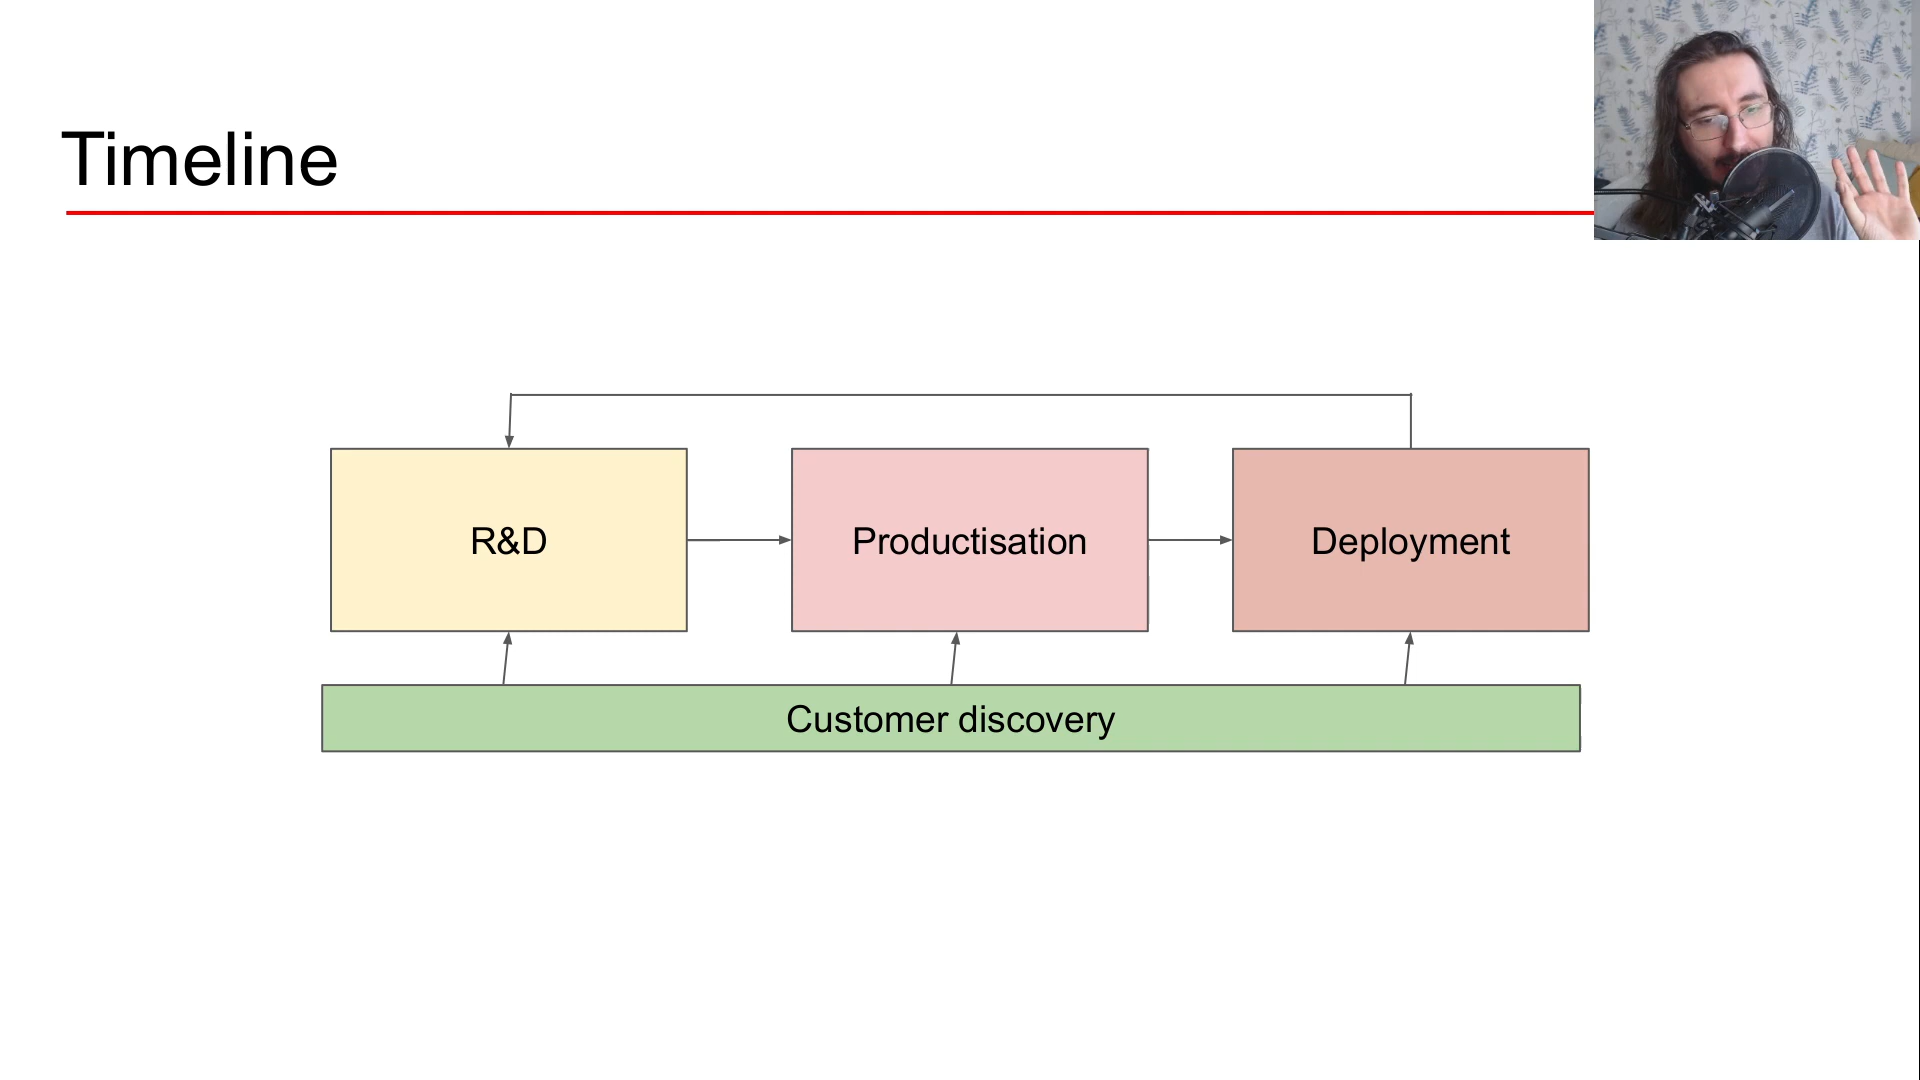 Timeline
R&D
Productisation
Deployment
Customer discovery